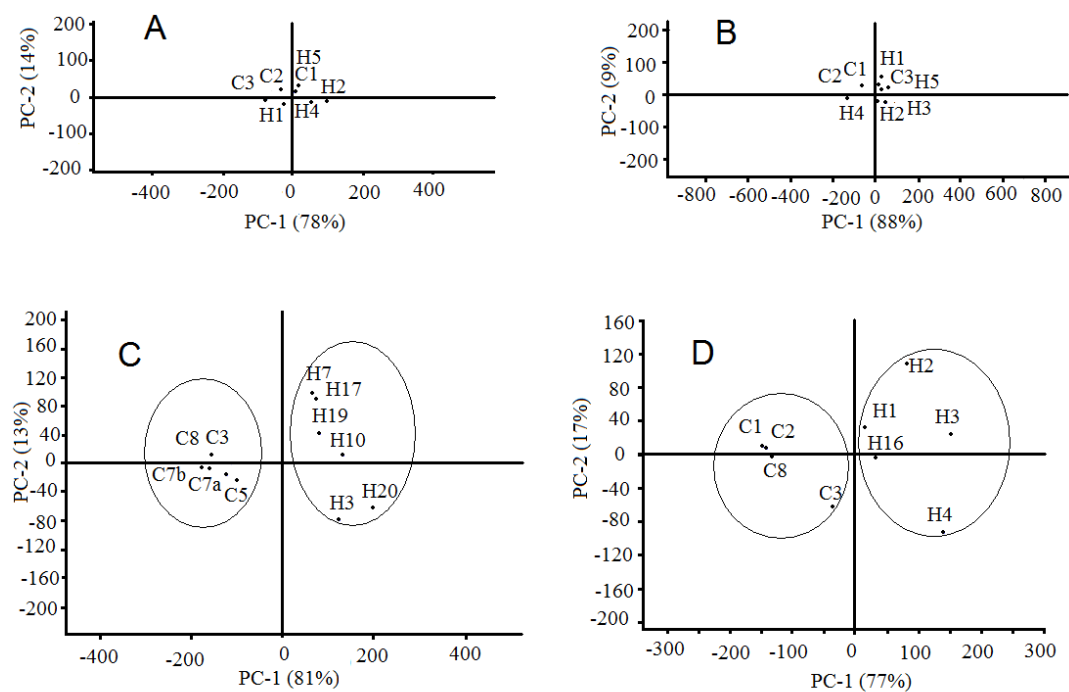 A
200
100
0
-100
-200
PC-2 (14%)
H5
C3 C2 C1 H2
H1 H4
-400 -200 0 200 400
PC-1 (78%)
B
200
100
0
-100
-200
PC-2 (9%)
H1
C2 C1 C3 H5
H4 H2 H3
-800 -600 -400 -200 0 200 400 600 800
PC-1 (88%)
C
200
160
120
80
40
0
-40
-80
-120
-160
-200
PC-2 (13%)
H7 H17
H19
C8 C3 H10
C7b C7a C5
H3 H20
-400 -200 0 200 400
PC-1 (81%)
D
160
120
80
40
0
-40
-80
-120
-160
-200
PC-2 (17%)
H2
C1 C2 H1 H3
C8 H16
C3 H4
-300 -200 -100 0 100 200 300
PC-1 (77%)